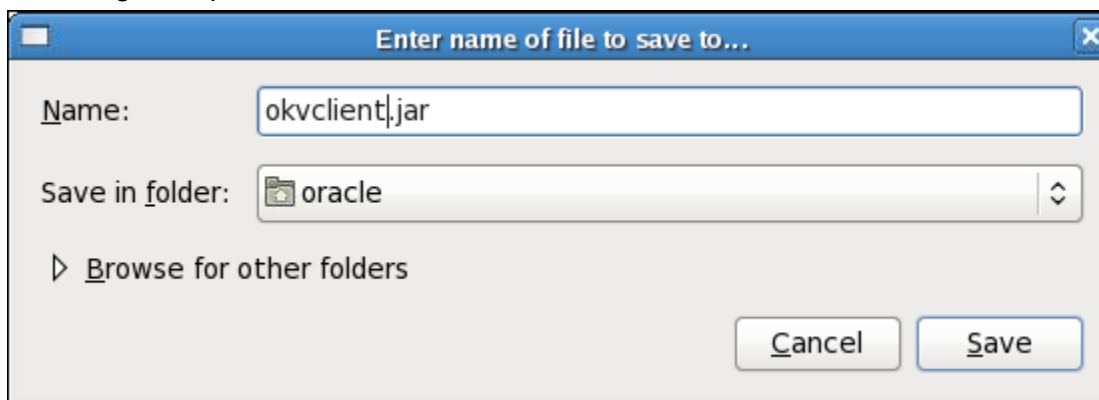 Enter name of file to save to...
Name: okvclient.jar
Save in folder: oracle
Browse for other folders
Cancel Save